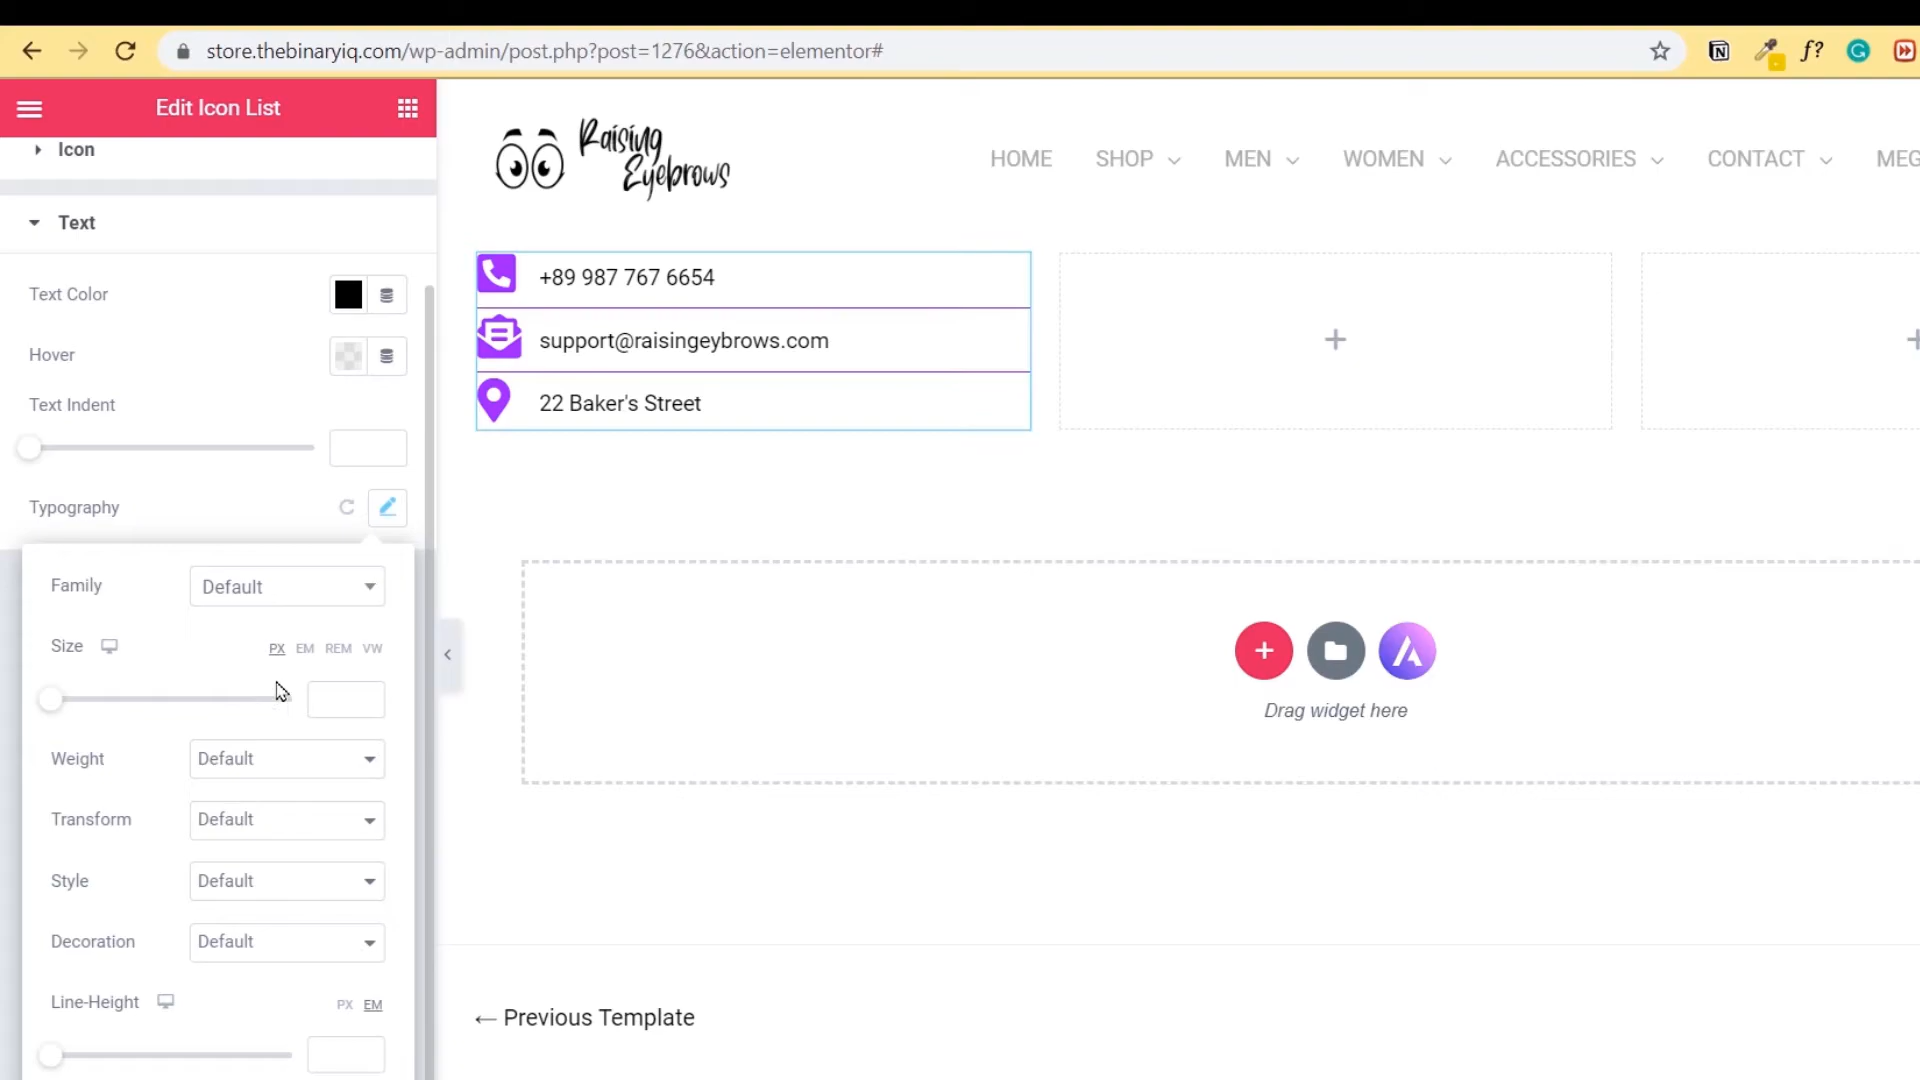 store.thebinaryiq.com/wp-admin/post.php?post=1276&action=elementor#
f?
Edit Icon List
Icon
Text
Text Color
Hover
Text Indent
Typography
Family
Default
Size
PX EM REM VW
Weight
Default
Transform
Default
Style
Default
Decoration
Default
Line-Height
PX EM
Raising
Eyebrows
HOME SHOP MEN WOMEN ACCESSORIES CONTACT MEG
+89 987 767 6654
support@raisingeybrows.com
22 Baker's Street
Drag widget here
← Previous Template